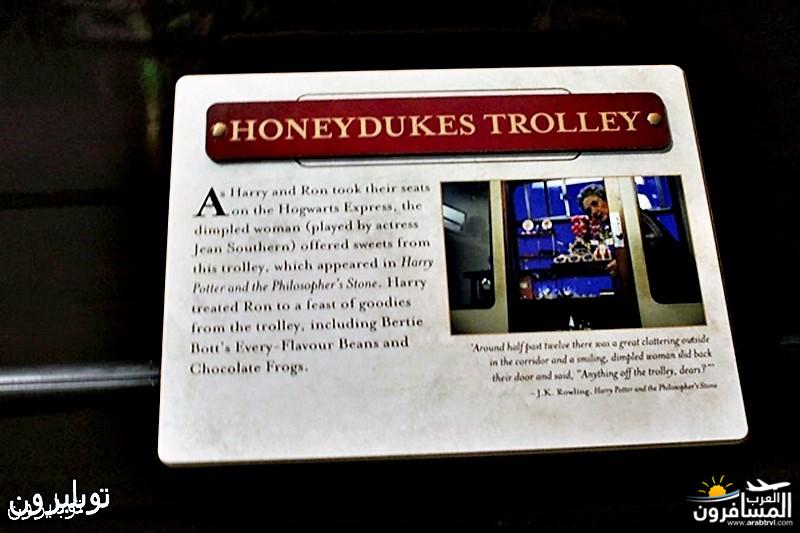 HONEYDUKES TROLLEY
As Harry and Ron took their seats
on the Hogwarts Express, the
dimpled woman (played by actress
Jean Southern) offered sweets from
this trolley, which appeared in Harry
Potter and the Philosopher's Stone. Harry
treated Ron to a feast of goodies
from the trolley, including Bertie
Bott's Every-Flavour Beans and
Chocolate Frogs.
'Around half past twelve there was a great clattering outside
in the corridor and a smiling, dimpled woman slid back
their door and said, "Anything off the trolley, dears?"'
– J.K. Rowling, Harry Potter and the Philosopher's Stone
توبليرون
توبليرون
العرب
المسافرون
www.arabtrvl.com